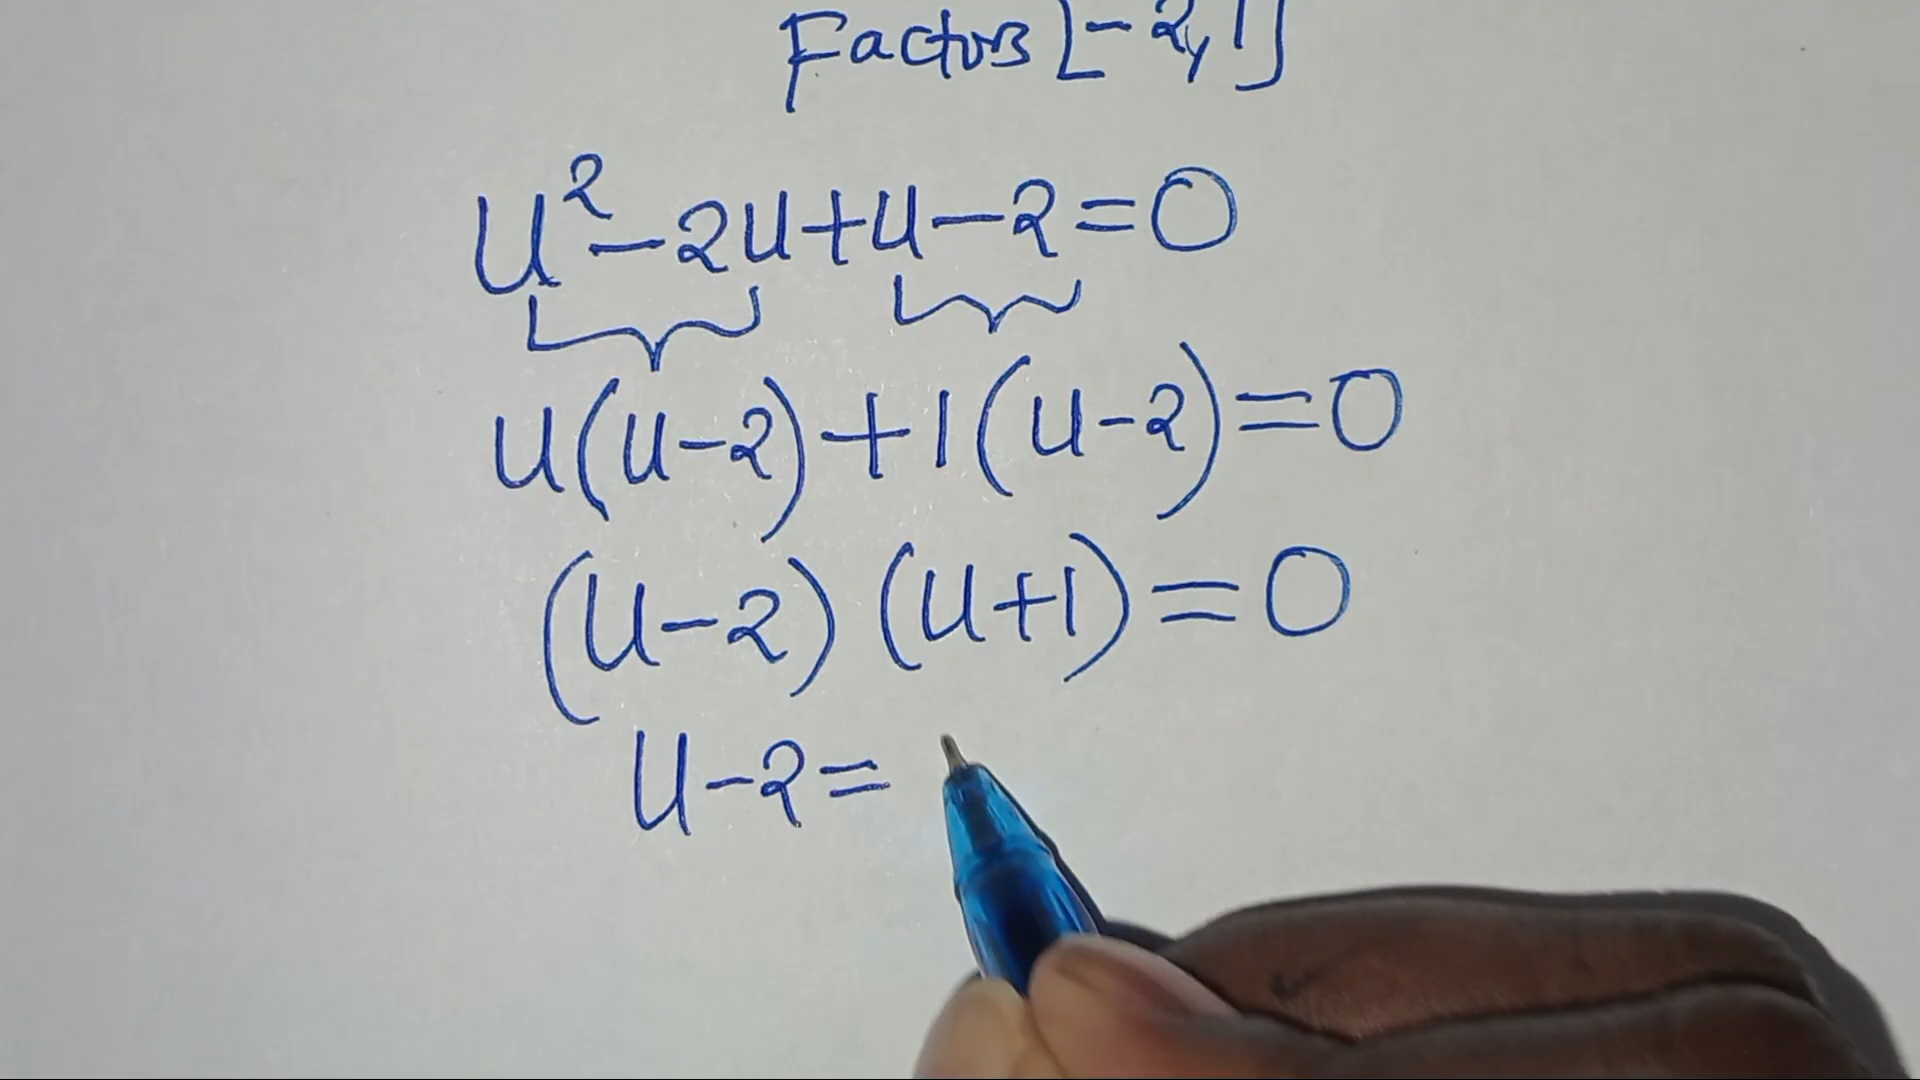 Factors [-2, 1]
U²-2U+U-2=0
U(U-2)+1(U-2)=0
(U-2)(U+1)=0
U-2=